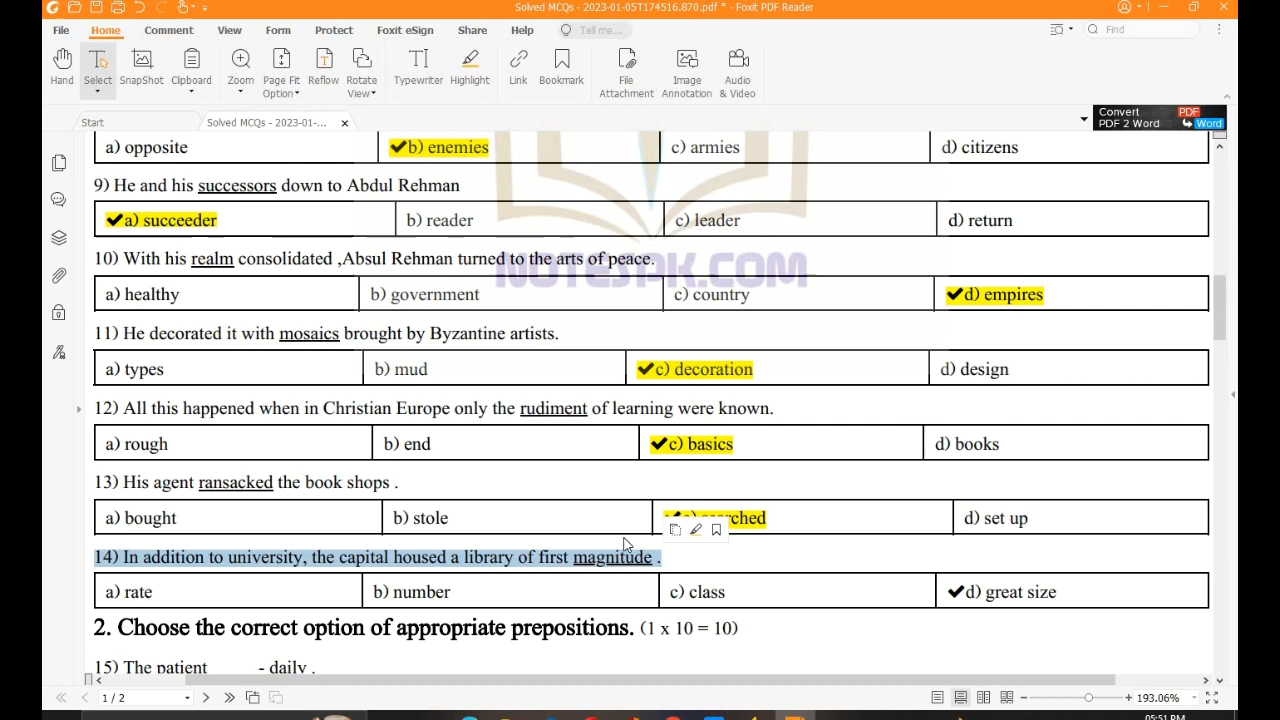 Solved MCQs - 2023-01-05T174516.870.pdf * - Foxit PDF Reader
File Home Comment View Form Protect Foxit eSign Share Help Tell me... Find
Hand Select SnapShot Clipboard Zoom Page Fit Option Reflow Rotate View Typewriter Highlight Link Bookmark File Attachment Image Annotation Audio & Video
Start Solved MCQs - 2023-01-... Convert PDF 2 Word PDF Word
a) opposite ✔b) enemies c) armies d) citizens
9) He and his successors down to Abdul Rehman
✔a) succeeder b) reader c) leader d) return
10) With his realm consolidated ,Absul Rehman turned to the arts of peace.
NOTESPK.COM
a) healthy b) government c) country ✔d) empires
11) He decorated it with mosaics brought by Byzantine artists.
a) types b) mud ✔c) decoration d) design
12) All this happened when in Christian Europe only the rudiment of learning were known.
a) rough b) end ✔c) basics d) books
13) His agent ransacked the book shops .
a) bought b) stole ✔c) searched d) set up
14) In addition to university, the capital housed a library of first magnitude .
a) rate b) number c) class ✔d) great size
2. Choose the correct option of appropriate prepositions. (1 x 10 = 10)
15) The patient ____ - daily .
1 / 2 193.06%
05:51 PM